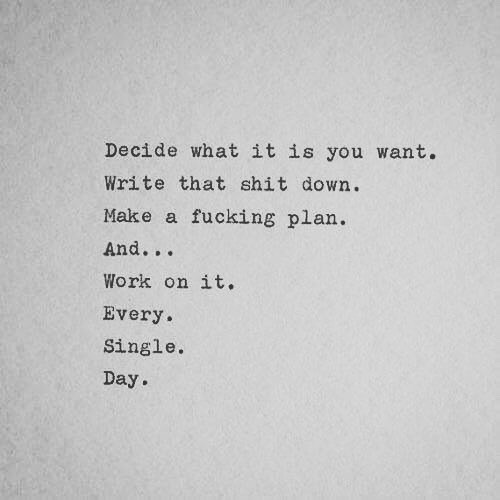 Decide what it is you want.
Write that shit down.
Make a fucking plan.
And...
Work on it.
Every.
Single.
Day.